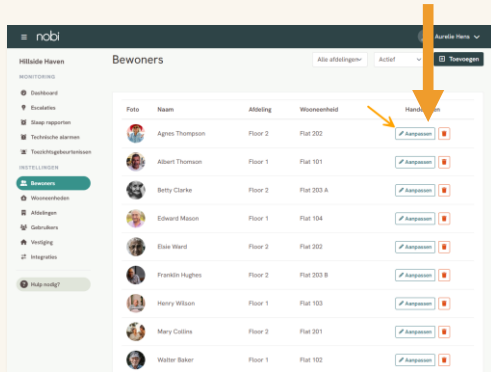 nobi
Aurelie Hens
Hillside Haven
Bewoners
Alle afdelingen
Actief
Toevoegen
MONITORING
Dashboard
Escalaties
Slaap rapporten
Technische alarmen
Toezichtsgebeurtenissen
INSTELLINGEN
Bewoners
Wooneenheden
Afdelingen
Gebruikers
Vestiging
Integraties
Hulp nodig?
Foto Naam Afdeling Wooneenheid
Agnes Thompson Floor 2 Flat 202 Aanpassen
Albert Thomson Floor 1 Flat 101 Aanpassen
Betty Clarke Floor 2 Flat 203 A Aanpassen
Edward Mason Floor 1 Flat 104 Aanpassen
Elsie Ward Floor 2 Flat 202 Aanpassen
Franklin Hughes Floor 2 Flat 203 B Aanpassen
Henry Wilson Floor 1 Flat 103 Aanpassen
Mary Collins Floor 2 Flat 201 Aanpassen
Walter Baker Floor 1 Flat 102 Aanpassen